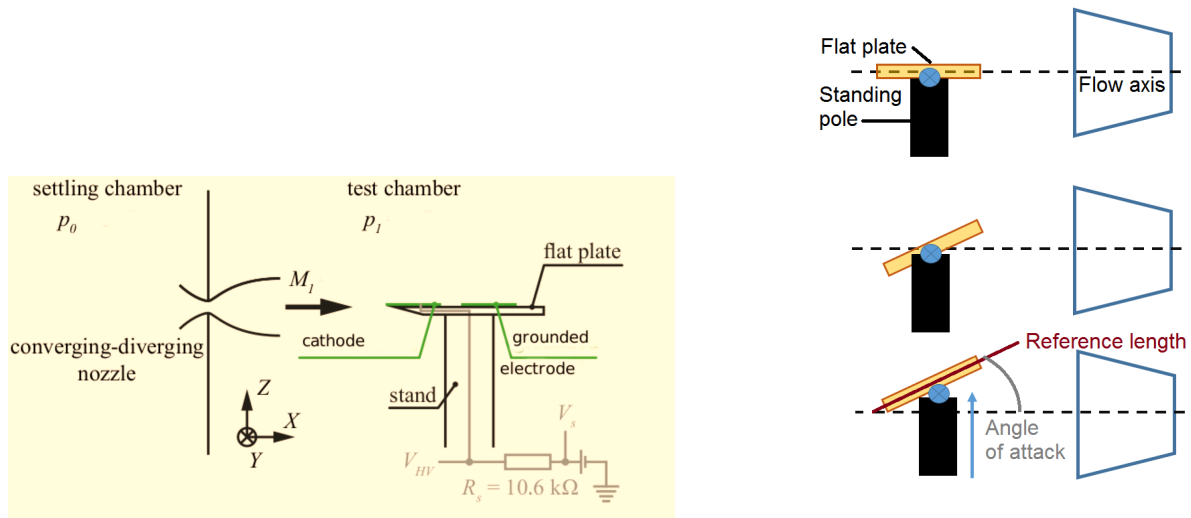 settling chamber
p0
test chamber
p1
flat plate
M1
cathode
grounded
electrode
converging-diverging
nozzle
stand
Z
X
Y
Vs
VHV
Rs = 10.6 kΩ
Flat plate
Standing
pole
Flow axis
Reference length
Angle
of attack